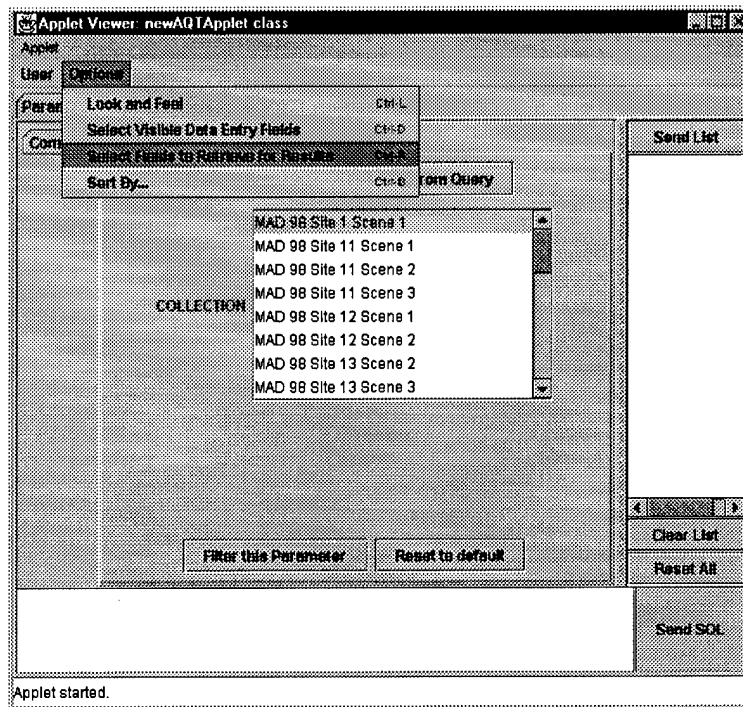 Applet Viewer: newAQTApplet class
Applet
User Options
Param
Look and Feel Ctrl-L
Select Visible Data Entry Fields Ctrl-D
Select Fields to Retrieve for Results Ctrl-R
Sort By...
Com
rom Query
Send List
COLLECTION
MAD 98 Site 1 Scene 1
MAD 98 Site 11 Scene 1
MAD 98 Site 11 Scene 2
MAD 98 Site 11 Scene 3
MAD 98 Site 12 Scene 1
MAD 98 Site 12 Scene 2
MAD 98 Site 13 Scene 2
MAD 98 Site 13 Scene 3
Filter this Parameter
Reset to default
Clear List
Reset All
Send SQL
Applet started.